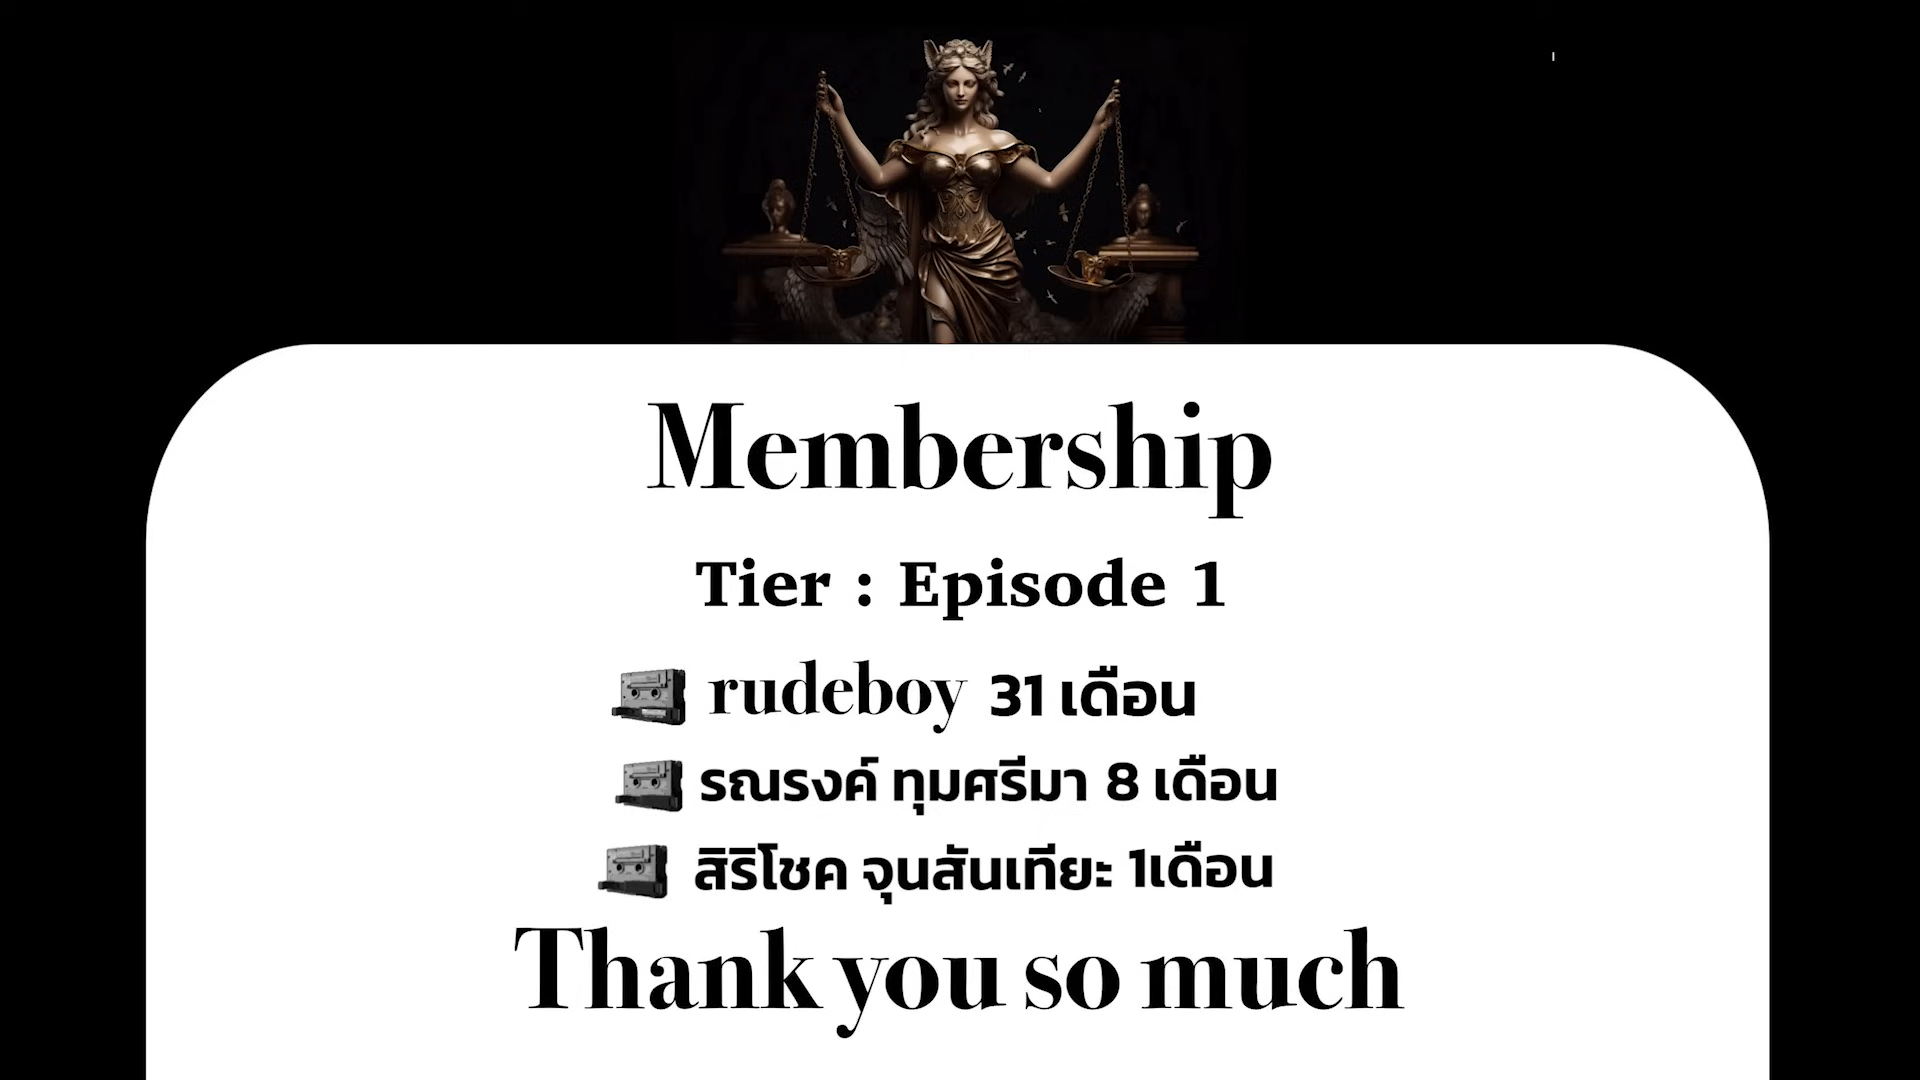 Membership
Tier : Episode 1
rudeboy 31 เดือน
รณรงค์ ทุมศรีมา 8 เดือน
สิริโชค จุนสันเทียะ 1เดือน
Thank you so much